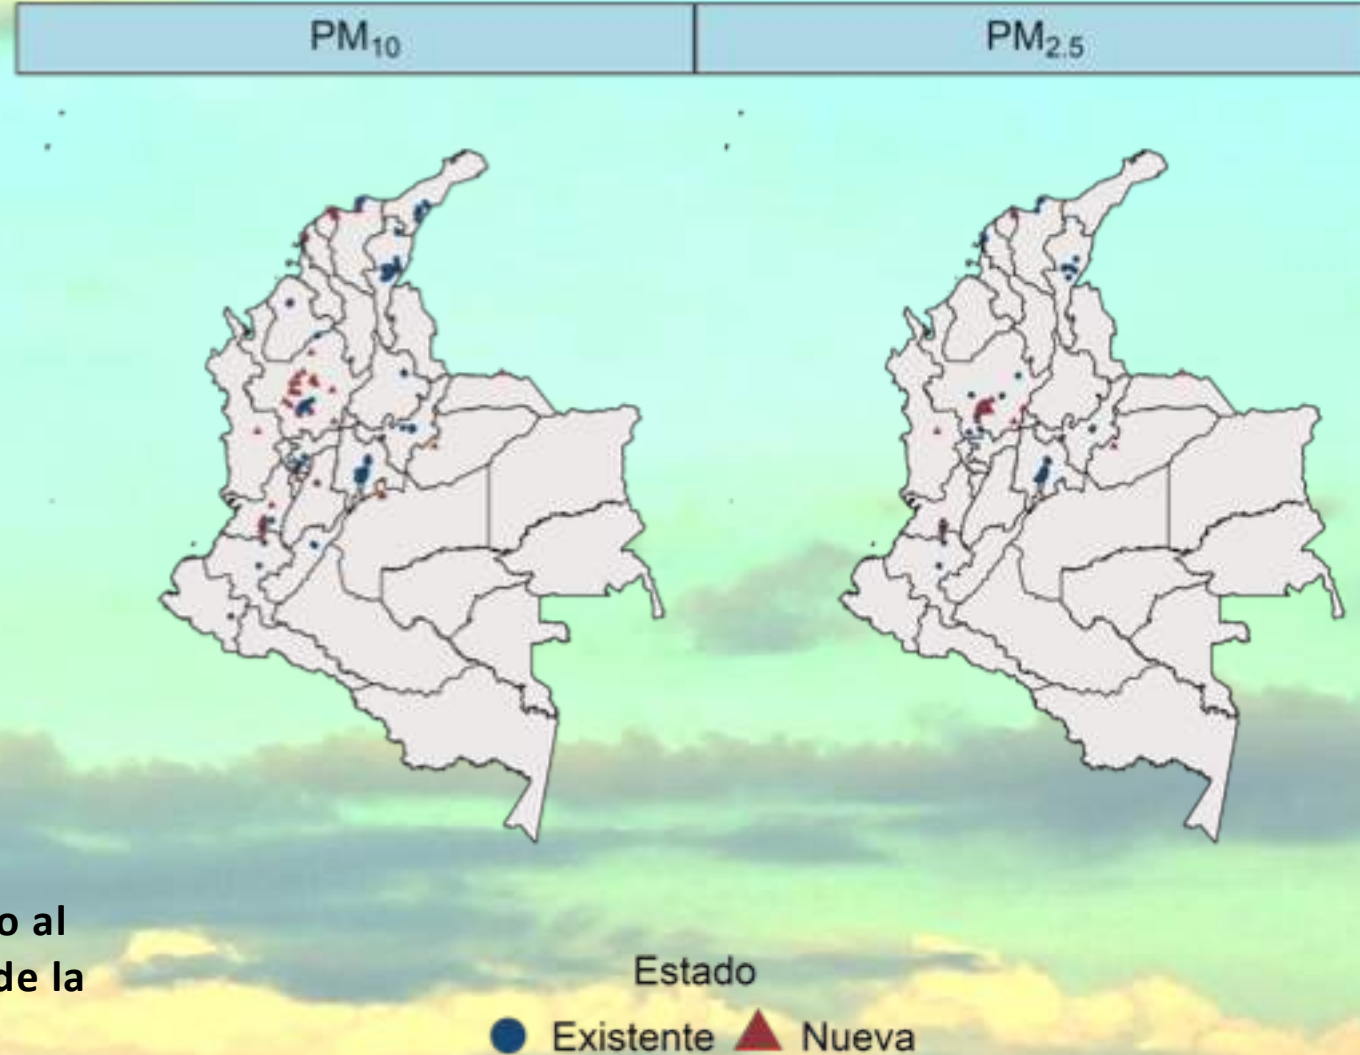 PM₁₀
PM₂.₅
o al
de la
Estado
Existente Nueva